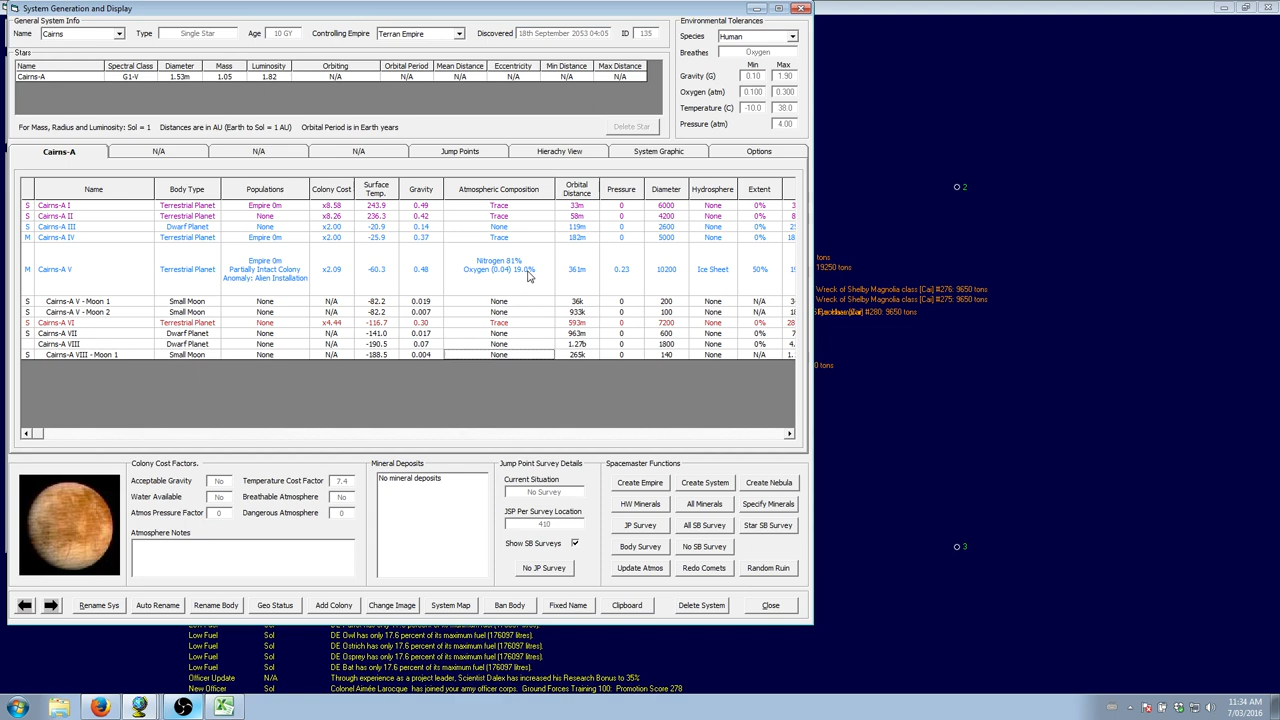 System Generation and Display
General System Info
Name Cairns Type Single Star Age 10 GY Controlling Empire Terran Empire Discovered 18th September 2053 04:05 ID 135
Environmental Tolerances
Species Human
Breathes Oxygen
Min Max
Gravity (G) 0.10 1.90
Oxygen (atm) 0.100 0.300
Temperature (C) -10.0 38.0
Pressure (atm) 4.00
Stars
Name Spectral Class Diameter Mass Luminosity Orbiting Orbital Period Mean Distance Eccentricity Min Distance Max Distance
Cairns-A G1-V 1.53m 1.05 1.82 N/A N/A N/A N/A N/A N/A
For Mass, Radius and Luminosity: Sol = 1 Distances are in AU (Earth to Sol = 1 AU) Orbital Period is in Earth years Delete Star
Cairns-A N/A N/A N/A Jump Points Hierachy View System Graphic Options
Name Body Type Populations Colony Cost Surface Temp. Gravity Atmospheric Composition Orbital Distance Pressure Diameter Hydrosphere Extent
S Cairns-A I Terrestrial Planet Empire 0m x8.58 243.9 0.49 Trace 33m 0 6000 None 0% 3
S Cairns-A II Terrestrial Planet None x8.26 236.3 0.42 Trace 58m 0 4200 None 0% 8
S Cairns-A III Dwarf Planet None x2.00 -20.9 0.14 None 119m 0 2600 None 0%
M Cairns-A IV Terrestrial Planet Empire 0m x2.00 -25.9 0.37 Trace 182m 0 5000 None 0% 18
Empire 0m Nitrogen 81%
M Cairns-A V Terrestrial Planet Partially Intact Colony x2.09 -60.3 0.48 Oxygen (0.04) 19.0% 361m 0.23 10200 Ice Sheet 50%
Anomaly: Alien Installation
S Cairns-A V - Moon 1 Small Moon None N/A -82.2 0.019 None 36k 0 200 None N/A
S Cairns-A V - Moon 2 Small Moon None N/A -82.2 0.007 None 933k 0 100 None N/A
S Cairns-A VI Terrestrial Planet None x4.44 -116.7 0.30 Trace 593m 0 7200 None 0% 28
S Cairns-A VII Dwarf Planet None N/A -141.0 0.017 None 963m 0 600 None 0%
S Cairns-A VIII Dwarf Planet None N/A -190.5 0.07 None 1.27b 0 1800 None 0% 4.
S Cairns-A VIII - Moon 1 Small Moon None N/A -188.5 0.004 None 265k 0 140 None N/A 1.
Colony Cost Factors.
Acceptable Gravity No Temperature Cost Factor 7.4
Water Available No Breathable Atmosphere No
Atmos Pressure Factor 0 Dangerous Atmosphere 0
Atmosphere Notes
Mineral Deposits
No mineral deposits
Jump Point Survey Details
Current Situation
No Survey
JSP Per Survey Location
410
Show SB Surveys
No JP Survey
Spacemaster Functions
Create Empire Create System Create Nebula
HW Minerals All Minerals Specify Minerals
JP Survey All SB Survey Star SB Survey
Body Survey No SB Survey
Update Atmos Redo Comets Random Ruin
Rename Sys Auto Rename Rename Body Geo Status Add Colony Change Image System Map Ban Body Fixed Name Clipboard Delete System Close
2
tons
19250 tons
Wreck of Shelby Magnolia class [Cai] #276: 9650 tons
Wreck of Shelby Magnolia class [Cai] #275: 9650 tons
#280: 9650 tons
0 tons
3
Low Fuel Sol DE Owl has only 17.6 percent of its maximum fuel (176097 litres).
Low Fuel Sol DE Ostrich has only 17.6 percent of its maximum fuel (176097 litres).
Low Fuel Sol DE Osprey has only 17.6 percent of its maximum fuel (176097 litres).
Low Fuel Sol DE Bat has only 17.6 percent of its maximum fuel (176097 litres).
Officer Update N/A Through experience as a project leader, Scientist Dalex has increased his Research Bonus to 35%
New Officer Sol Colonel Aimée Larocque has joined your army officer corps. Ground Forces Training 100: Promotion Score 278
11:34 AM
7/03/2016